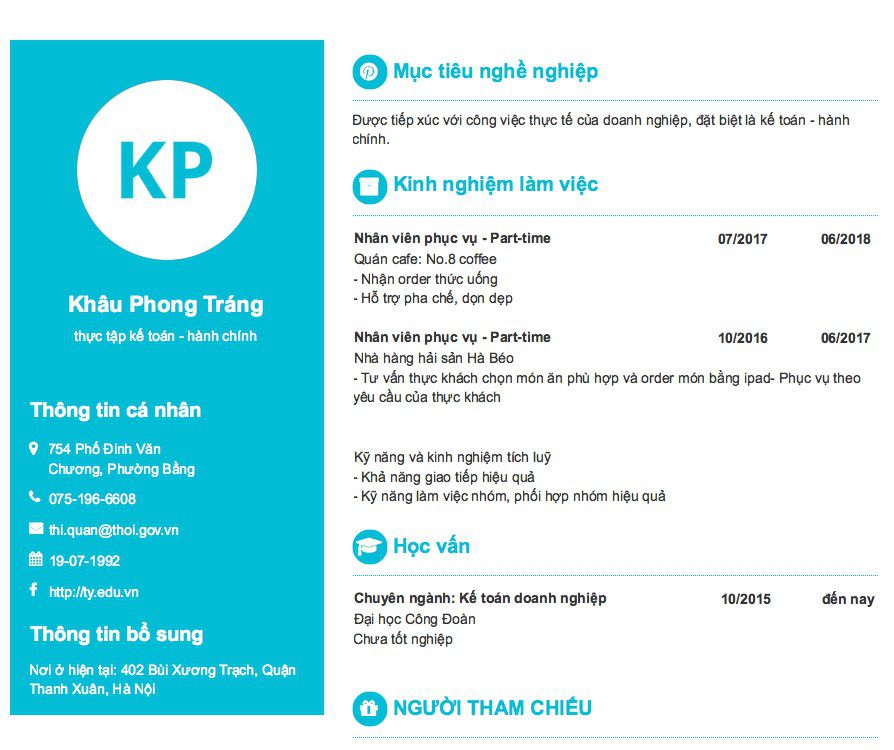 KP
Khâu Phong Tráng
thực tập kế toán - hành chính
Thông tin cá nhân
754 Phố Đinh Văn
Chương, Phường Bằng
075-196-6608
thi.quan@thoi.gov.vn
19-07-1992
http://ty.edu.vn
Thông tin bổ sung
Nơi ở hiện tại: 402 Bùi Xương Trạch, Quận
Thanh Xuân, Hà Nội
Mục tiêu nghề nghiệp
Được tiếp xúc với công việc thực tế của doanh nghiệp, đặt biệt là kế toán - hành
chính.
Kinh nghiệm làm việc
Nhân viên phục vụ - Part-time 07/2017 06/2018
Quán cafe: No.8 coffee
- Nhận order thức uống
- Hỗ trợ pha chế, dọn dẹp
Nhân viên phục vụ - Part-time 10/2016 06/2017
Nhà hàng hải sản Hà Béo
- Tư vấn thực khách chọn món ăn phù hợp và order món bằng ipad- Phục vụ theo
yêu cầu của thực khách
Kỹ năng và kinh nghiệm tích luỹ
- Khả năng giao tiếp hiệu quả
- Kỹ năng làm việc nhóm, phối hợp nhóm hiệu quả
Học vấn
Chuyên ngành: Kế toán doanh nghiệp 10/2015 đến nay
Đại học Công Đoàn
Chưa tốt nghiệp
NGƯỜI THAM CHIẾU